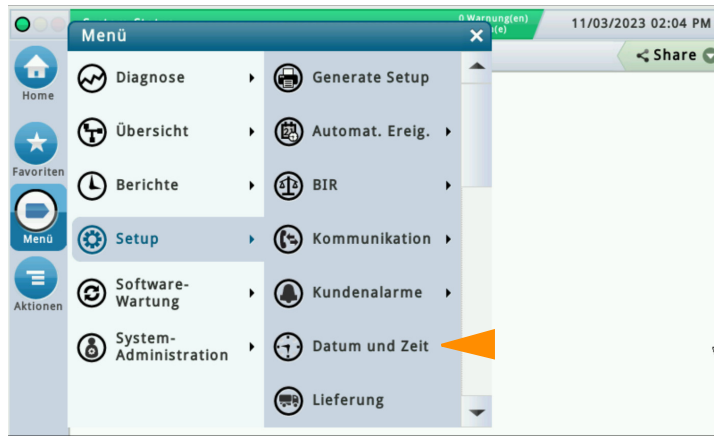 0 Warnung(en)
11/03/2023 02:04 PM
Menü
Share
Home
Favoriten
Menü
Aktionen
Diagnose
Übersicht
Berichte
Setup
Software-
Wartung
System-
Administration
Generate Setup
Automat. Ereig.
BIR
Kommunikation
Kundenalarme
Datum und Zeit
Lieferung